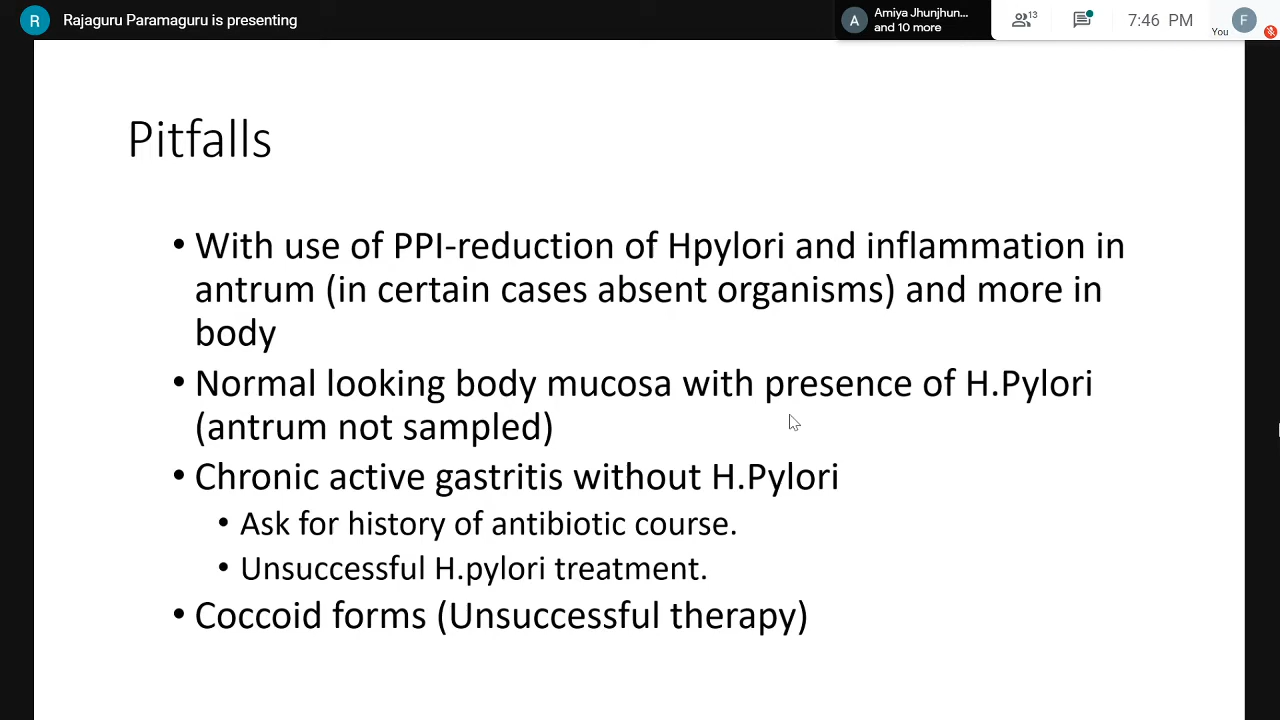 R Rajaguru Paramaguru is presenting
A Amiya Jhunjhun...
and 10 more
13
7:46 PM
You
F
Pitfalls
• With use of PPI-reduction of Hpylori and inflammation in
antrum (in certain cases absent organisms) and more in
body
• Normal looking body mucosa with presence of H.Pylori
(antrum not sampled)
• Chronic active gastritis without H.Pylori
• Ask for history of antibiotic course.
• Unsuccessful H.pylori treatment.
• Coccoid forms (Unsuccessful therapy)